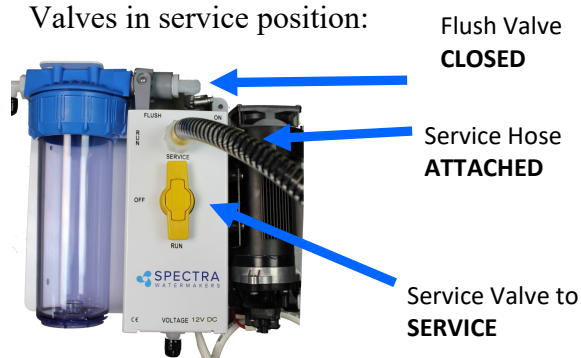 Valves in service position:
Flush Valve
CLOSED
FLUSH
ON
RUN
Service Hose
ATTACHED
SERVICE
OFF
RUN
SPECTRA
WATERMAKERS
Service Valve to
SERVICE
CE VOLTAGE 12V DC